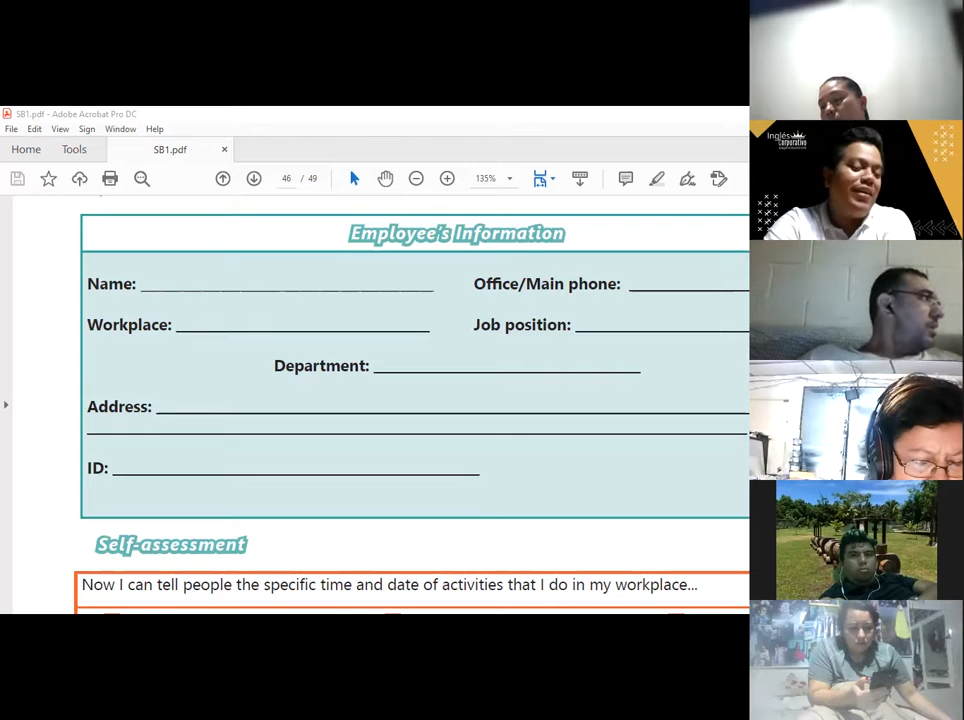 SB1.pdf - Adobe Acrobat Pro DC
File Edit View Sign Window Help
Home Tools SB1.pdf ×
46 / 49 135%
Employee's Information
Name: Office/Main phone:
Workplace: Job position:
Department:
Address:
ID:
Self-assessment
Now I can tell people the specific time and date of activities that I do in my workplace...
Inglés
Corporativo